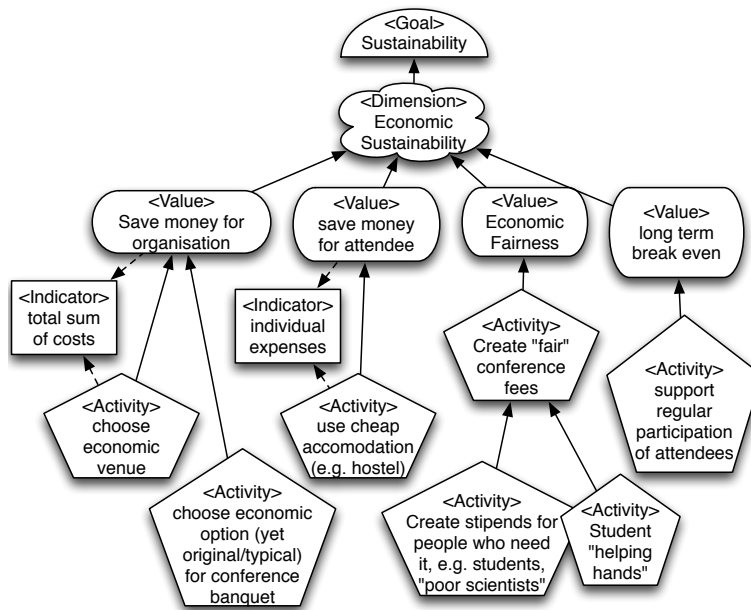 <Goal>
Sustainability
<Dimension>
Economic
Sustainability
<Value>
Save money for
organisation
<Value>
save money
for attendee
<Value>
Economic
Fairness
<Value>
long term
break even
<Indicator>
total sum
of costs
<Indicator>
individual
expenses
<Activity>
Create "fair"
conference
fees
<Activity>
support
regular
participation
of attendees
<Activity>
choose
economic
venue
<Activity>
use cheap
accomodation
(e.g. hostel)
<Activity>
choose economic
option (yet
original/typical)
for conference
banquet
<Activity>
Create stipends for
people who need
it, e.g. students,
"poor scientists"
<Activity>
Student
"helping
hands"